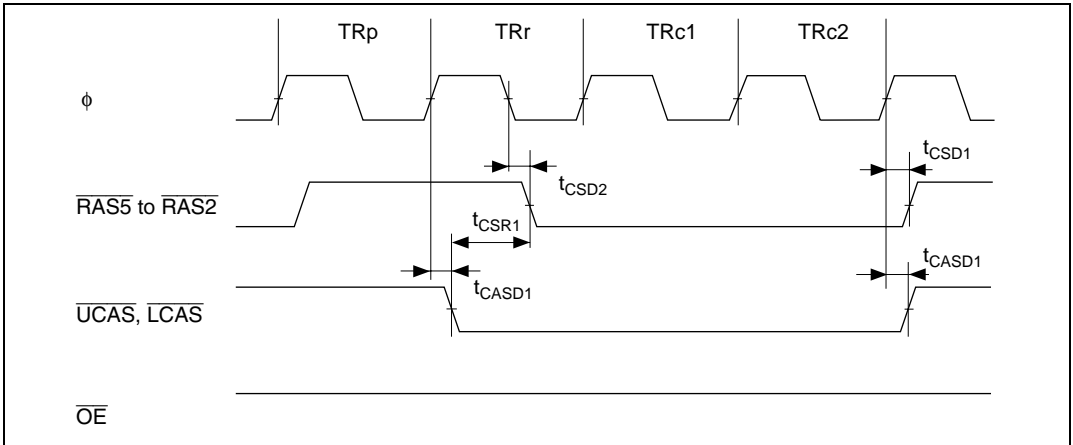 TRp TRr TRc1 TRc2
φ
tCSD1
tCSD2
RAS5 to RAS2
tCSR1
tCASD1
tCASD1
UCAS, LCAS
OE